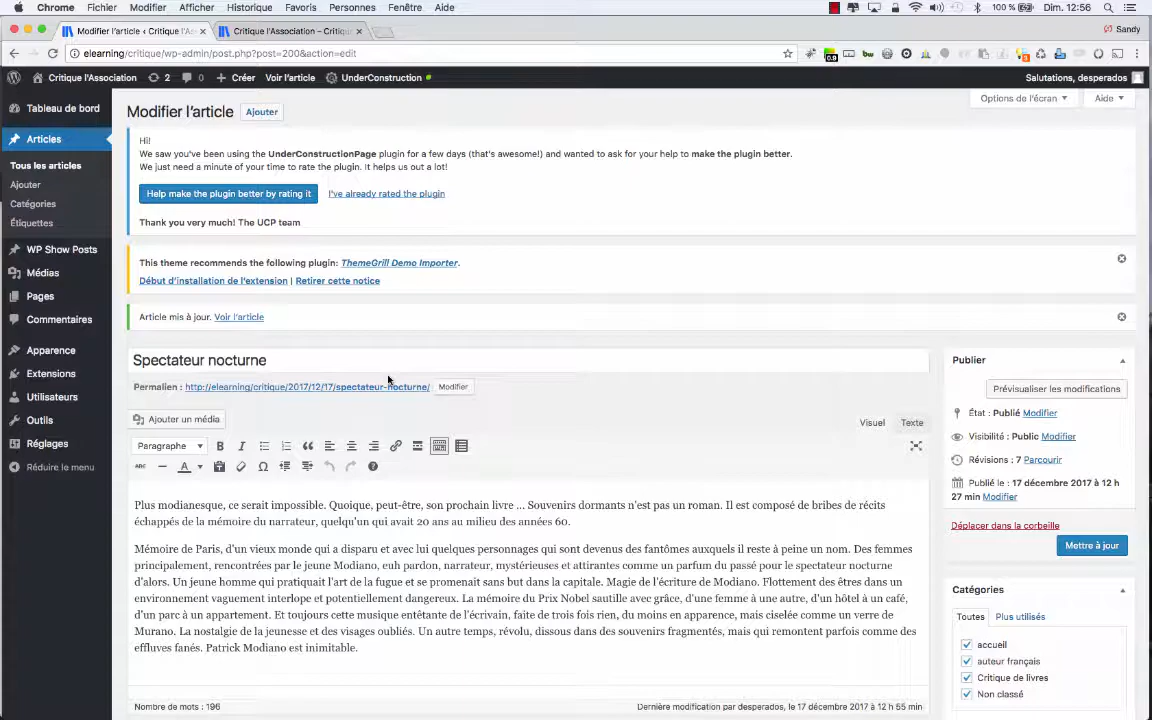 Chrome Fichier Modifier Afficher Historique Favoris Personnes Fenêtre Aide 100 % Dim. 12:56
Modifier l'article ‹ Critique l'As Critique l'Association – Critiq Sandy
elearning/critique/wp-admin/post.php?post=200&action=edit
Critique l'Association 2 0 Créer Voir l'article UnderConstruction Salutations, desperados
Options de l'écran Aide
Tableau de bord
Articles
Tous les articles
Ajouter
Catégories
Étiquettes
WP Show Posts
Médias
Pages
Commentaires
Apparence
Extensions
Utilisateurs
Outils
Réglages
Réduire le menu
Modifier l'article Ajouter
Hi!
We saw you've been using the UnderConstructionPage plugin for a few days (that's awesome!) and wanted to ask for your help to make the plugin better.
We just need a minute of your time to rate the plugin. It helps us out a lot!
Help make the plugin better by rating it I've already rated the plugin
Thank you very much! The UCP team
This theme recommends the following plugin: ThemeGrill Demo Importer.
Début d'installation de l'extension | Retirer cette notice
Article mis à jour. Voir l'article
Spectateur nocturne
Permalien : http://elearning/critique/2017/12/17/spectateur-nocturne/ Modifier
Ajouter un média Visuel Texte
Paragraphe B I
ABC A
Plus modianesque, ce serait impossible. Quoique, peut-être, son prochain livre ... Souvenirs dormants n'est pas un roman. Il est composé de bribes de récits
échappés de la mémoire du narrateur, quelqu'un qui avait 20 ans au milieu des années 60.
Mémoire de Paris, d'un vieux monde qui a disparu et avec lui quelques personnages qui sont devenus des fantômes auxquels il reste à peine un nom. Des femmes
principalement, rencontrées par le jeune Modiano, euh pardon, narrateur, mystérieuses et attirantes comme un parfum du passé pour le spectateur nocturne
d'alors. Un jeune homme qui pratiquait l'art de la fugue et se promenait sans but dans la capitale. Magie de l'écriture de Modiano. Flottement des êtres dans un
environnement vaguement interlope et potentiellement dangereux. La mémoire du Prix Nobel sautille avec grâce, d'une femme à une autre, d'un hôtel à un café,
d'un parc à un appartement. Et toujours cette musique entêtante de l'écrivain, faite de trois fois rien, du moins en apparence, mais ciselée comme un verre de
Murano. La nostalgie de la jeunesse et des visages oubliés. Un autre temps, révolu, dissous dans des souvenirs fragmentés, mais qui remontent parfois comme des
effluves fanés. Patrick Modiano est inimitable.
Nombre de mots : 196 Dernière modification par desperados, le 17 décembre 2017 à 12 h 55 min
Publier
Prévisualiser les modifications
État : Publié Modifier
Visibilité : Public Modifier
Révisions : 7 Parcourir
Publié le : 17 décembre 2017 à 12 h
27 min Modifier
Déplacer dans la corbeille
Mettre à jour
Catégories
Toutes Plus utilisés
accueil
auteur français
Critique de livres
Non classé